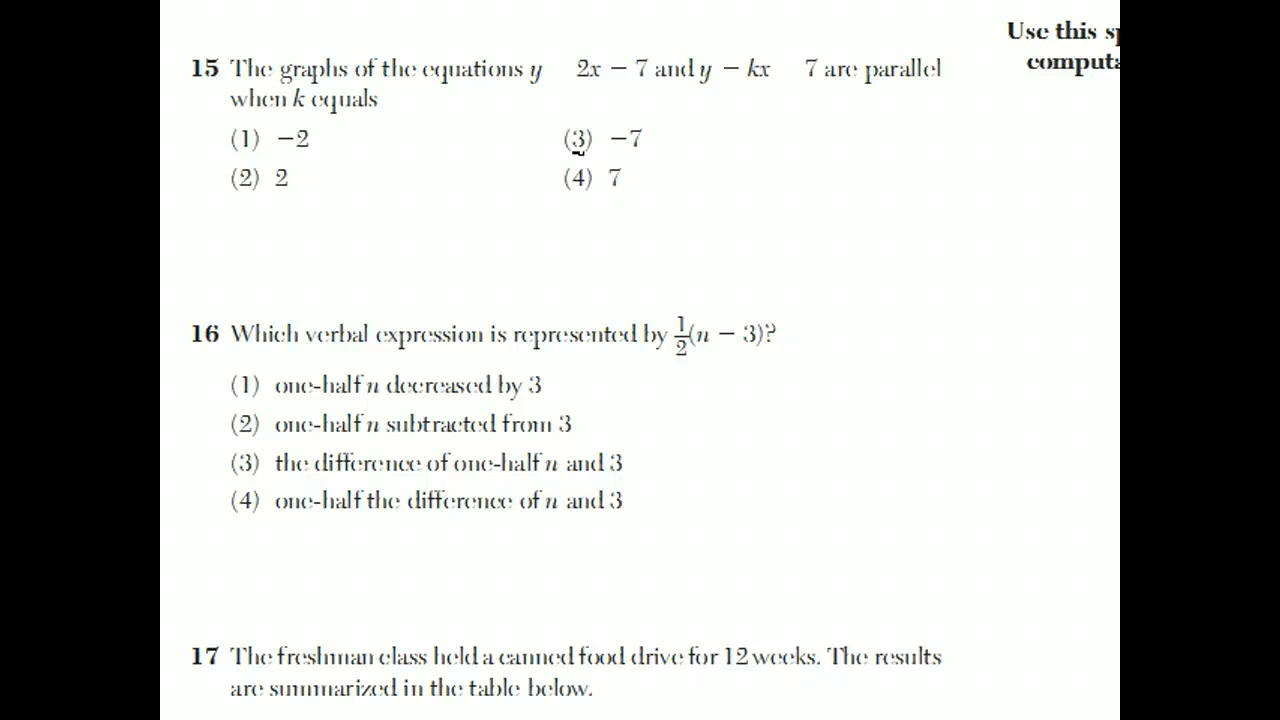 Use this sp
computa
15 The graphs of the equations y 2x − 7 and y − kx 7 are parallel
when k equals
(1) −2 (3) −7
(2) 2 (4) 7
16 Which verbal expression is represented by 1/2(n − 3)?
(1) one-half n decreased by 3
(2) one-half n subtracted from 3
(3) the difference of one-half n and 3
(4) one-half the difference of n and 3
17 The freshman class held a canned food drive for 12 weeks. The results
are summarized in the table below.